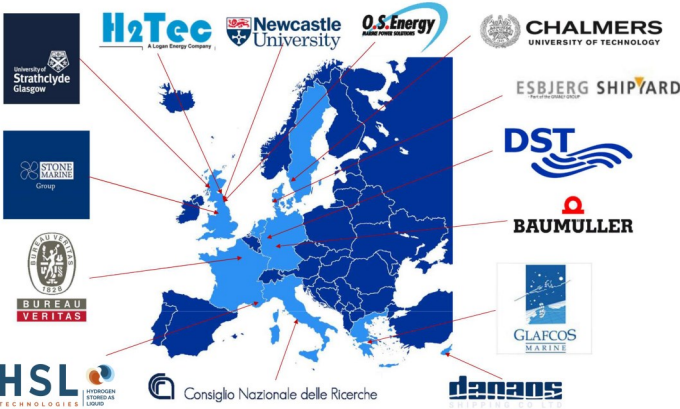 University of
Strathclyde
Glasgow
H2Tec
A Logan Energy Company
Newcastle
University
O.S.Energy
MARINE POWER SOLUTIONS
CHALMERS
UNIVERSITY OF TECHNOLOGY
ESBJERG SHIPYARD
- Part of the GRANLY GROUP
STONE
MARINE
Group
DST
BAUMULLER
BUREAU VERITAS
1828
BUREAU
VERITAS
GLAFCOS
MARINE
HSL
TECHNOLOGIES
HYDROGEN
STORED AS
LIQUID
Consiglio Nazionale delle Ricerche
danaos
SHIPPING CO LTD